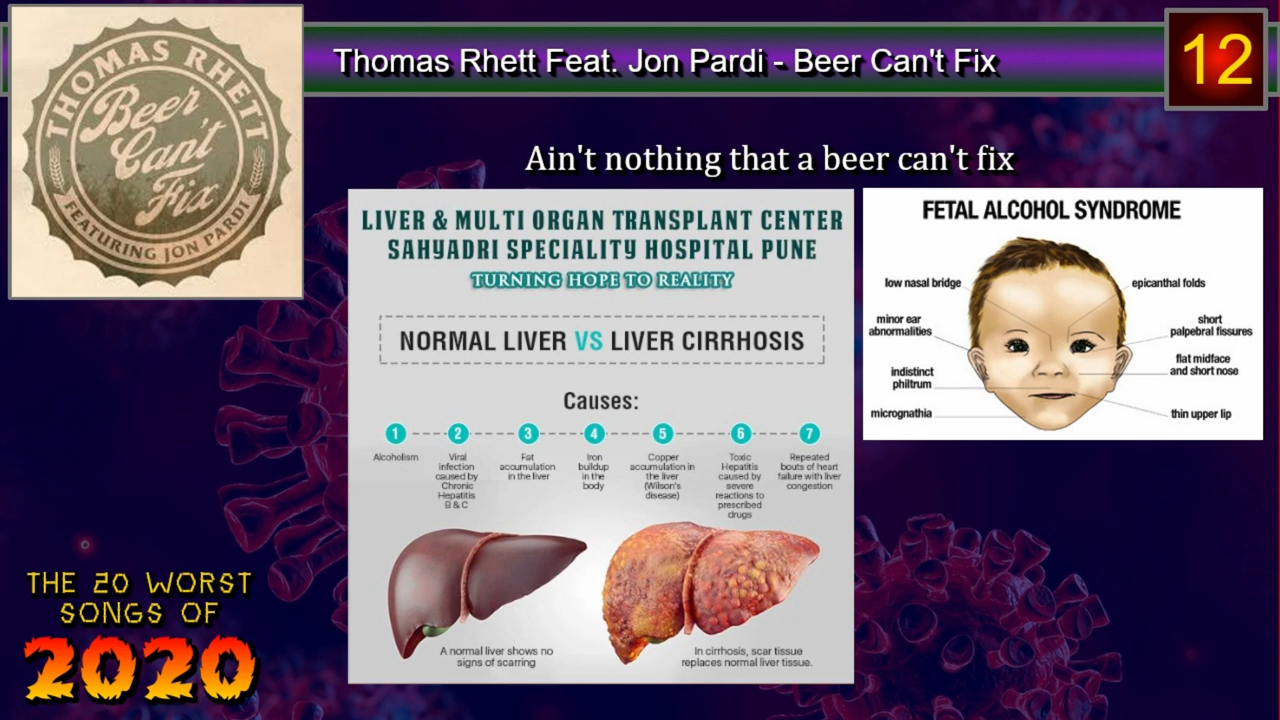 THOMAS RHETT
Beer
Can't
Fix
FEATURING JON PARDI
Thomas Rhett Feat. Jon Pardi - Beer Can't Fix
12
Ain't nothing that a beer can't fix
LIVER & MULTI ORGAN TRANSPLANT CENTER
SAHYADRI SPECIALITY HOSPITAL PUNE
TURNING HOPE TO REALITY
NORMAL LIVER VS LIVER CIRRHOSIS
Causes:
1 2 3 4 5 6 7
Alcoholism
Viral
infection
caused by
Chronic
Hepatitis
B & C
Fat
accumulation
in the liver
Iron
buildup
in the
body
Copper
accumulation in
the liver
(Wilson's
disease)
Toxic
Hepatitis
caused by
severe
reactions to
prescribed
drugs
Repeated
bouts of heart
failure with liver
congestion
A normal liver shows no
signs of scarring
In cirrhosis, scar tissue
replaces normal liver tissue.
FETAL ALCOHOL SYNDROME
low nasal bridge
minor ear
abnormalities
indistinct
philtrum
micrognathia
epicanthal folds
short
palpebral fissures
flat midface
and short nose
thin upper lip
THE 20 WORST
SONGS OF
2020